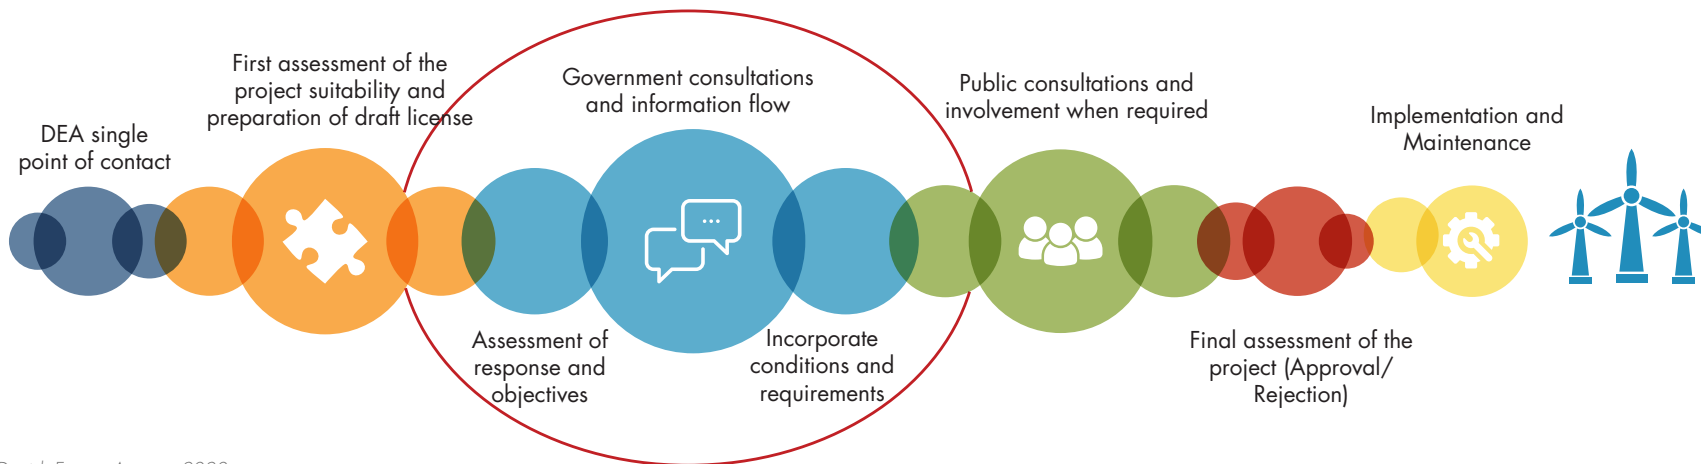 DEA single
point of contact
First assessment of the
project suitability and
preparation of draft license
Government consultations
and information flow
Assessment of
response and
objectives
Incorporate
conditions and
requirements
Public consultations and
involvement when required
Final assessment of the
project (Approval/
Rejection)
Implementation and
Maintenance